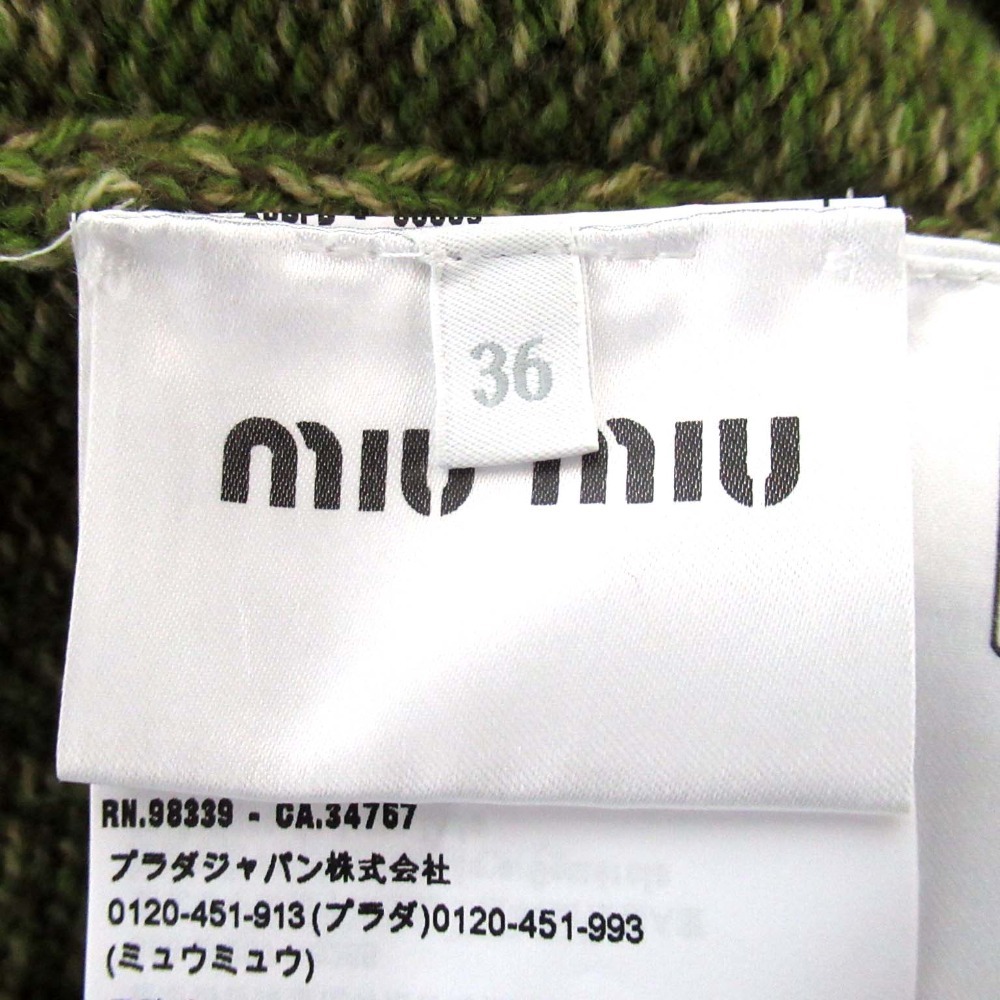 36
miu miu
RN.98339 - CA.34767
プラダジャパン株式会社
0120-451-913(プラダ)0120-451-993
(ミュウミュウ)